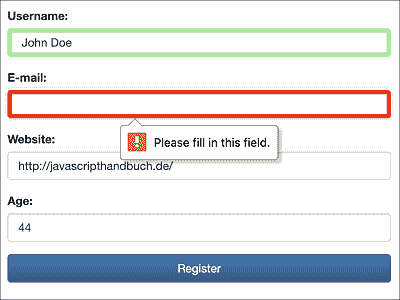 Username:
John Doe
E-mail:
Please fill in this field.
Website:
http://javascripthandbuch.de/
Age:
44
Register